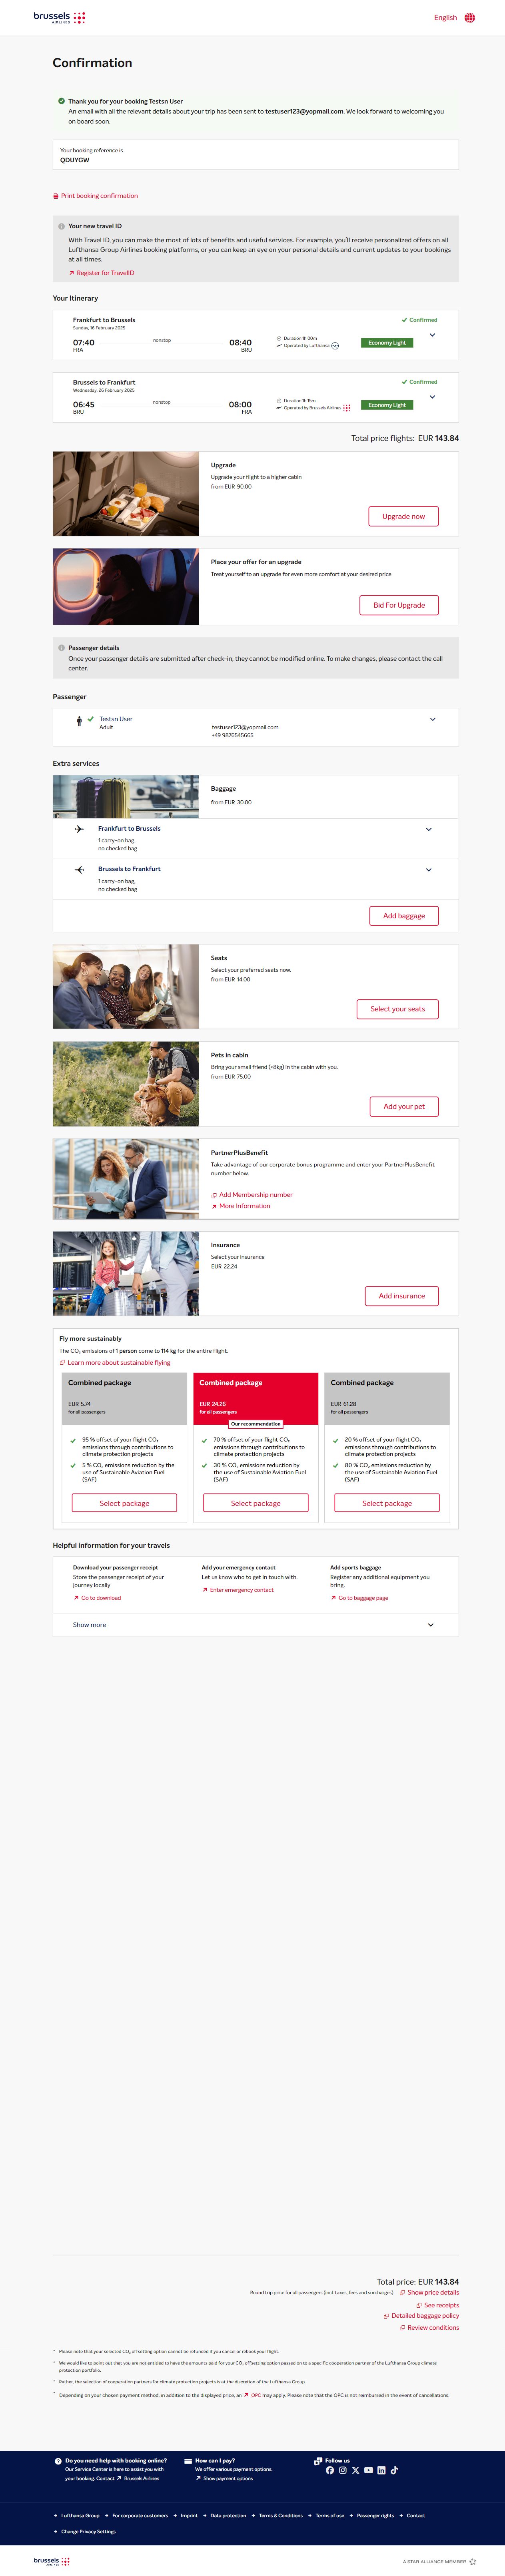 brussels
AIRLINES
English
Confirmation
Thank you for your booking Testsn User
An email with all the relevant details about your trip has been sent to testuser123@yopmail.com. We look forward to welcoming you
on board soon.
Your booking reference is
QDUYGW
Print booking confirmation
Your new travel ID
With Travel ID, you can make the most of lots of benefits and useful services. For example, you'll receive personalized offers on all
Lufthansa Group Airlines booking platforms, or you can keep an eye on your personal details and current updates to your bookings
at all times.
Register for TravelID
Your Itinerary
Frankfurt to Brussels
Confirmed
Sunday, 16 February 2025
07:40 nonstop 08:40
FRA BRU
Duration 1h 00m
Operated by Lufthansa
Economy Light
Brussels to Frankfurt
Confirmed
Wednesday, 26 February 2025
06:45 nonstop 08:00
BRU FRA
Duration 1h 15m
Operated by Brussels Airlines
Economy Light
Total price flights: EUR 143.84
Upgrade
Upgrade your flight to a higher cabin
from EUR 90.00
Upgrade now
Place your offer for an upgrade
Treat yourself to an upgrade for even more comfort at your desired price
Bid For Upgrade
Passenger details
Once your passenger details are submitted after check-in, they cannot be modified online. To make changes, please contact the call
center.
Passenger
Testsn User
Adult
testuser123@yopmail.com
+49 9876545665
Extra services
Baggage
from EUR 30.00
Frankfurt to Brussels
1 carry-on bag,
no checked bag
Brussels to Frankfurt
1 carry-on bag,
no checked bag
Add baggage
Seats
Select your preferred seats now.
from EUR 14.00
Select your seats
Pets in cabin
Bring your small friend (<8kg) in the cabin with you.
from EUR 75.00
Add your pet
PartnerPlusBenefit
Take advantage of our corporate bonus programme and enter your PartnerPlusBenefit
number below.
Add Membership number
More Information
Insurance
Select your insurance
EUR 22.24
Add insurance
Fly more sustainably
The CO₂ emissions of 1 person come to 114 kg for the entire flight.
Learn more about sustainable flying
Combined package
EUR 5.74
for all passengers
95 % offset of your flight CO₂
emissions through contributions to
climate protection projects
5 % CO₂ emissions reduction by the
use of Sustainable Aviation Fuel
(SAF)
Select package
Combined package
EUR 24.26
for all passengers
Our recommendation
70 % offset of your flight CO₂
emissions through contributions to
climate protection projects
30 % CO₂ emissions reduction by
the use of Sustainable Aviation Fuel
(SAF)
Select package
Combined package
EUR 61.28
for all passengers
20 % offset of your flight CO₂
emissions through contributions to
climate protection projects
80 % CO₂ emissions reduction by
the use of Sustainable Aviation Fuel
(SAF)
Select package
Helpful information for your travels
Download your passenger receipt
Store the passenger receipt of your
journey locally
Go to download
Add your emergency contact
Let us know who to get in touch with.
Enter emergency contact
Add sports baggage
Register any additional equipment you
bring.
Go to baggage page
Show more
Total price: EUR 143.84
Round trip price for all passengers (incl. taxes, fees and surcharges) Show price details
See receipts
Detailed baggage policy
Review conditions
* Please note that your selected CO₂ offsetting option cannot be refunded if you cancel or rebook your flight.
* We would like to point out that you are not entitled to have the amounts paid for your CO₂ offsetting option passed on to a specific cooperation partner of the Lufthansa Group climate
protection portfolio.
* Rather, the selection of cooperation partners for climate protection projects is at the discretion of the Lufthansa Group.
* Depending on your chosen payment method, in addition to the displayed price, an OPC may apply. Please note that the OPC is not reimbursed in the event of cancellations.
Do you need help with booking online?
Our Service Center is here to assist you with
your booking. Contact Brussels Airlines
How can I pay?
We offer various payment options.
Show payment options
Follow us
Lufthansa Group
For corporate customers
Imprint
Data protection
Terms & Conditions
Terms of use
Passenger rights
Contact
Change Privacy Settings
brussels
AIRLINES
A STAR ALLIANCE MEMBER